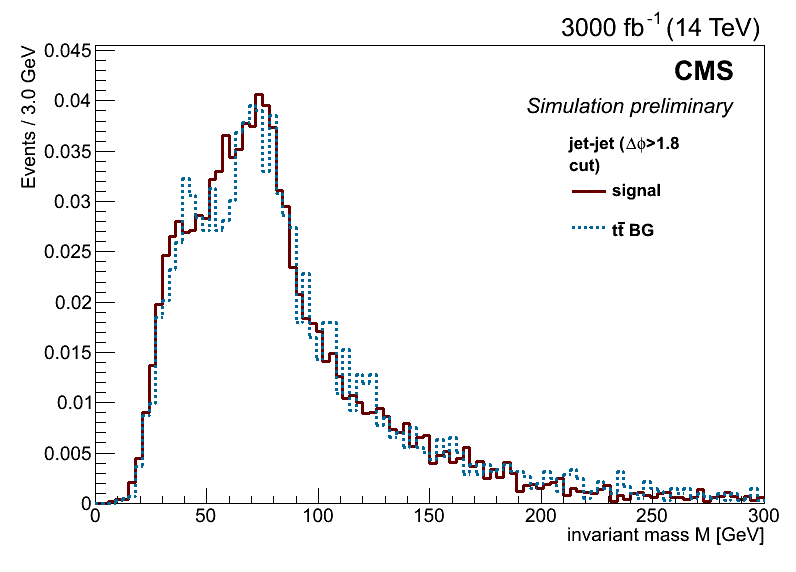 3000 fb⁻¹ (14 TeV)
CMS
Simulation preliminary
jet-jet (Δϕ>1.8
cut)
signal
tt̄ BG
Events / 3.0 GeV
0.045
0.04
0.035
0.03
0.025
0.02
0.015
0.01
0.005
0
0 50 100 150 200 250 300
invariant mass M [GeV]